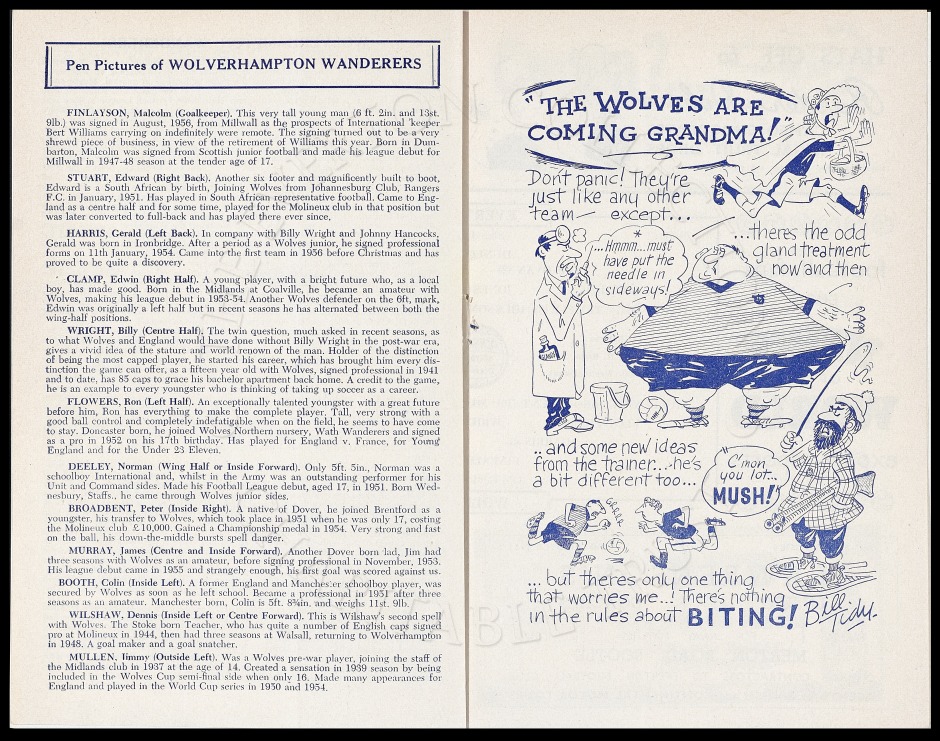 Pen Pictures of WOLVERHAMPTON WANDERERS
FINLAYSON, Malcolm (Goalkeeper). This very tall young man (6 ft. 2in. and 13st.
9lb.) was signed in August, 1956, from Millwall as the prospects of International 'keeper
Bert Williams carrying on indefinitely were remote. The signing turned out to be a very
shrewd piece of business, in view of the retirement of Williams this year. Born in Dum-
barton, Malcolm was signed from Scottish junior football and made his league debut for
Millwall in 1947-48 season at the tender age of 17.
STUART, Edward (Right Back). Another six footer and magnificently built to boot,
Edward is a South African by birth, Joining Wolves from Johannesburg Club, Rangers
F.C. in January, 1951. Has played in South African representative football. Came to Eng-
land as a centre half and for some time, played for the Molineux club in that position but
was later converted to full-back and has played there ever since.
HARRIS, Gerald (Left Back). In company with Billy Wright and Johnny Hancocks,
Gerald was born in Ironbridge. After a period as a Wolves junior, he signed professional
forms on 11th January, 1954. Came into the first team in 1956 before Christmas and has
proved to be quite a discovery.
CLAMP, Edwin (Right Half). A young player, with a bright future who, as a local
boy, has made good. Born in the Midlands at Coalville, he became an amateur with
Wolves, making his league debut in 1953-54. Another Wolves defender on the 6ft, mark,
Edwin was originally a left half but in recent seasons he has alternated between both the
wing-half positions.
WRIGHT, Billy (Centre Half). The twin question, much asked in recent seasons, as
to what Wolves and England would have done without Billy Wright in the post-war era,
gives a vivid idea of the stature and world renown of the man. Holder of the distinction
of being the most capped player, he started his career, which has brought him every dis-
tinction the game can offer, as a fifteen year old with Wolves, signed professional in 1941
and to date, has 85 caps to grace his bachelor apartment back home. A credit to the game,
he is an example to every youngster who is thinking of taking up soccer as a career.
FLOWERS, Ron (Left Half). An exceptionally talented youngster with a great future
before him, Ron has everything to make the complete player. Tall, very strong with a
good ball control and completely indefatigable when on the field, he seems to have come
to stay. Doncaster born, he joined Wolves Northern nursery, Wath Wanderers and signed
as a pro in 1952 on his 17th birthday. Has played for England v. France, for Young
England and for the Under 23 Eleven.
DEELEY, Norman (Wing Half or Inside Forward). Only 5ft. 5in., Norman was a
schoolboy International and, whilst in the Army was an outstanding performer for his
Unit and Command sides. Made his Football League debut, aged 17, in 1951. Born Wed-
nesbury, Staffs., he came through Wolves junior sides.
BROADBENT, Peter (Inside Right). A native of Dover, he joined Brentford as a
youngster, his transfer to Wolves, which took place in 1951 when he was only 17, costing
the Molineux club £10,000. Gained a Championship medal in 1954. Very strong and fast
on the ball, his down-the-middle bursts spell danger.
MURRAY, James (Centre and Inside Forward). Another Dover born lad, Jim had
three seasons with Wolves as an amateur, before signing professional in November, 1953.
His league debut came in 1955 and strangely enough, his first goal was scored against us.
BOOTH, Colin (Inside Left). A former England and Manchester schoolboy player, was
secured by Wolves as soon as he left school. Became a professional in 1951 after three
seasons as an amateur. Manchester born, Colin is 5ft. 8¾in, and weighs 11st. 9lb.
WILSHAW, Dennis (Inside Left or Centre Forward). This is Wilshaw's second spell
with Wolves. The Stoke born Teacher, who has quite a number of English caps signed
pro at Molineux in 1944, then had three seasons at Walsall, returning to Wolverhampton
in 1948. A goal maker and a goal snatcher.
MULLEN, Jimmy (Outside Left). Was a Wolves pre-war player, joining the staff of
the Midlands club in 1937 at the age of 14. Created a sensation in 1939 season by being
included in the Wolves Cup semi-final side when only 16. Made many appearances for
England and played in the World Cup series in 1950 and 1954.
"THE WOLVES ARE
COMING GRANDMA!"
Don't panic! They're
just like any other
team— except...
...theres the odd
gland treatment
now and then
*
...Hmmm...must
have put the
needle in
sideways!
.. and some new ideas
from the trainer... he's
a bit different too...
"C'mon
you lot...
MUSH!"
GRRRR
... but theres only one thing
that worries me... There's nothing
in the rules about BITING!
Bill Tidy.